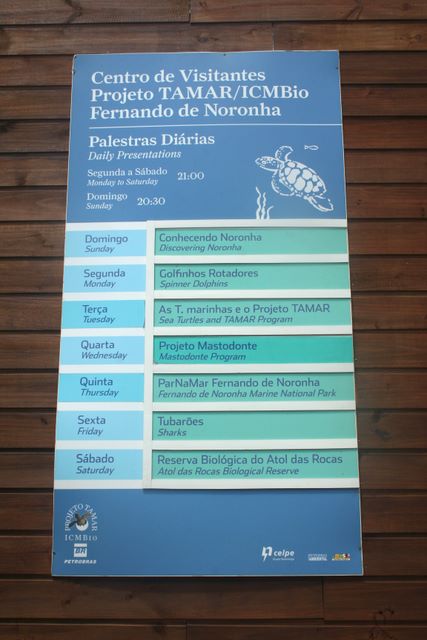 Centro de Visitantes
Projeto TAMAR/ICMBio
Fernando de Noronha
Palestras Diárias
Daily Presentations
Segunda a Sábado 21:00
Monday to Saturday
Domingo 20:30
Sunday
Domingo Conhecendo Noronha
Sunday Discovering Noronha
Segunda Golfinhos Rotadores
Monday Spinner Dolphins
Terça As T. marinhas e o Projeto TAMAR
Tuesday Sea Turtles and TAMAR Program
Quarta Projeto Mastodonte
Wednesday Mastodonte Program
Quinta ParNaMar Fernando de Noronha
Thursday Fernando de Noronha Marine National Park
Sexta Tubarões
Friday Sharks
Sábado Reserva Biológica do Atol das Rocas
Saturday Atol das Rocas Biological Reserve
PROJETO TAMAR
ICMBio
BR
PETROBRAS
celpe